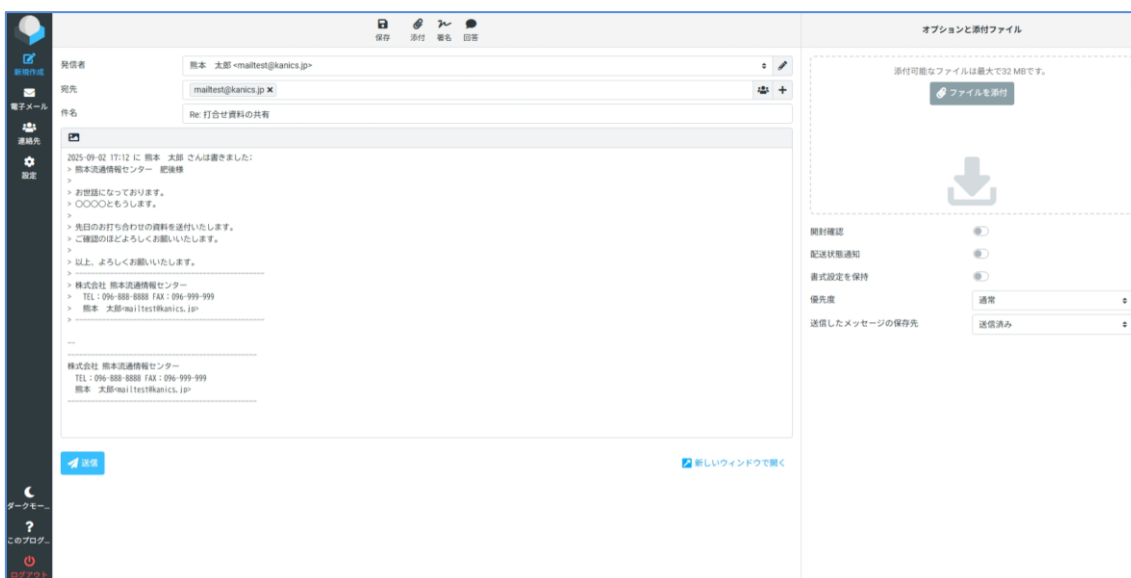 保存
添付
署名
回答
オプションと添付ファイル
新規作成
電子メール
連絡先
設定
ダークモー…
このプログ…
ログアウト
発信者
熊本　太郎 <mailtest@kanics.jp>
宛先
mailtest@kanics.jp ×
件名
Re: 打合せ資料の共有
2025-09-02 17:12 に 熊本　太郎 さんは書きました:
> 熊本流通情報センター　肥後様
>
> お世話になっております。
> 〇〇〇〇ともうします。
>
> 先日のお打ち合わせの資料を送付いたします。
> ご確認のほどよろしくお願いいたします。
>
> 以上、よろしくお願いいたします。
> --------------------------------------------------
> 株式会社 熊本流通情報センター
>　TEL：096-888-8888 FAX：096-999-999
>　熊本　太郎<mailtest@kanics.jp>
> --------------------------------------------------
--
--------------------------------------------------
株式会社 熊本流通情報センター
　TEL：096-888-8888 FAX：096-999-999
　熊本　太郎<mailtest@kanics.jp>
--------------------------------------------------
送信
新しいウィンドウで開く
添付可能なファイルは最大で32 MBです。
ファイルを添付
開封確認
配送状態通知
書式設定を保持
優先度
通常
送信したメッセージの保存先
送信済み